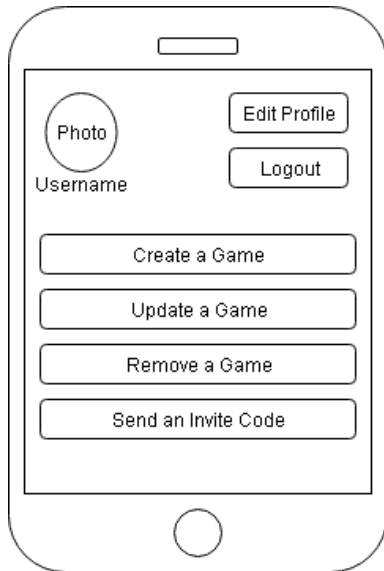 Photo
Username
Edit Profile
Logout
Create a Game
Update a Game
Remove a Game
Send an Invite Code